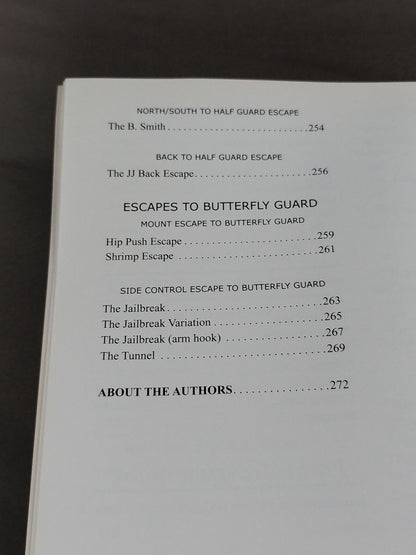 NORTH/SOUTH TO HALF GUARD ESCAPE
The B. Smith . . . . . . . . . . . . . . . . . . . . . . . . . . 254
BACK TO HALF GUARD ESCAPE
The JJ Back Escape. . . . . . . . . . . . . . . . . . . . . 256
ESCAPES TO BUTTERFLY GUARD
MOUNT ESCAPE TO BUTTERFLY GUARD
Hip Push Escape . . . . . . . . . . . . . . . . . . . . . . . 259
Shrimp Escape . . . . . . . . . . . . . . . . . . . . . . . . 261
SIDE CONTROL ESCAPE TO BUTTERFLY GUARD
The Jailbreak . . . . . . . . . . . . . . . . . . . . . . . . . . 263
The Jailbreak Variation . . . . . . . . . . . . . . . . . . . 265
The Jailbreak (arm hook) . . . . . . . . . . . . . . . . . 267
The Tunnel . . . . . . . . . . . . . . . . . . . . . . . . . . . 269
ABOUT THE AUTHORS. . . . . . . . . . . . . . . . 272